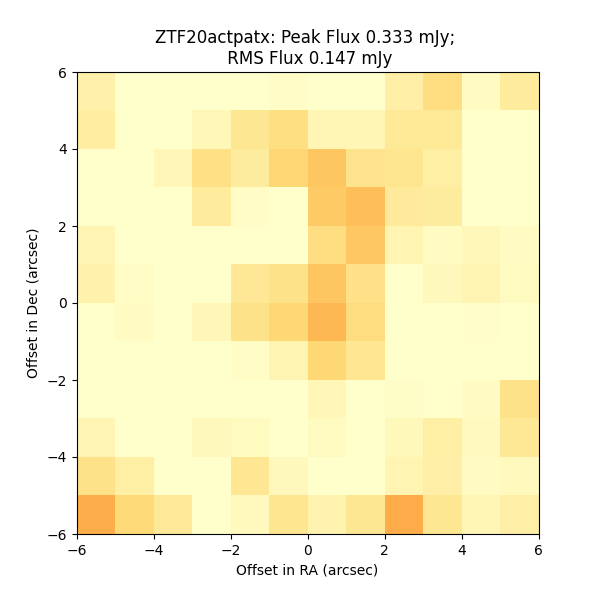 ZTF20actpatx: Peak Flux 0.333 mJy;
RMS Flux 0.147 mJy
6
4
2
0
−2
−4
−6
Offset in Dec (arcsec)
−6 −4 −2 0 2 4 6
Offset in RA (arcsec)